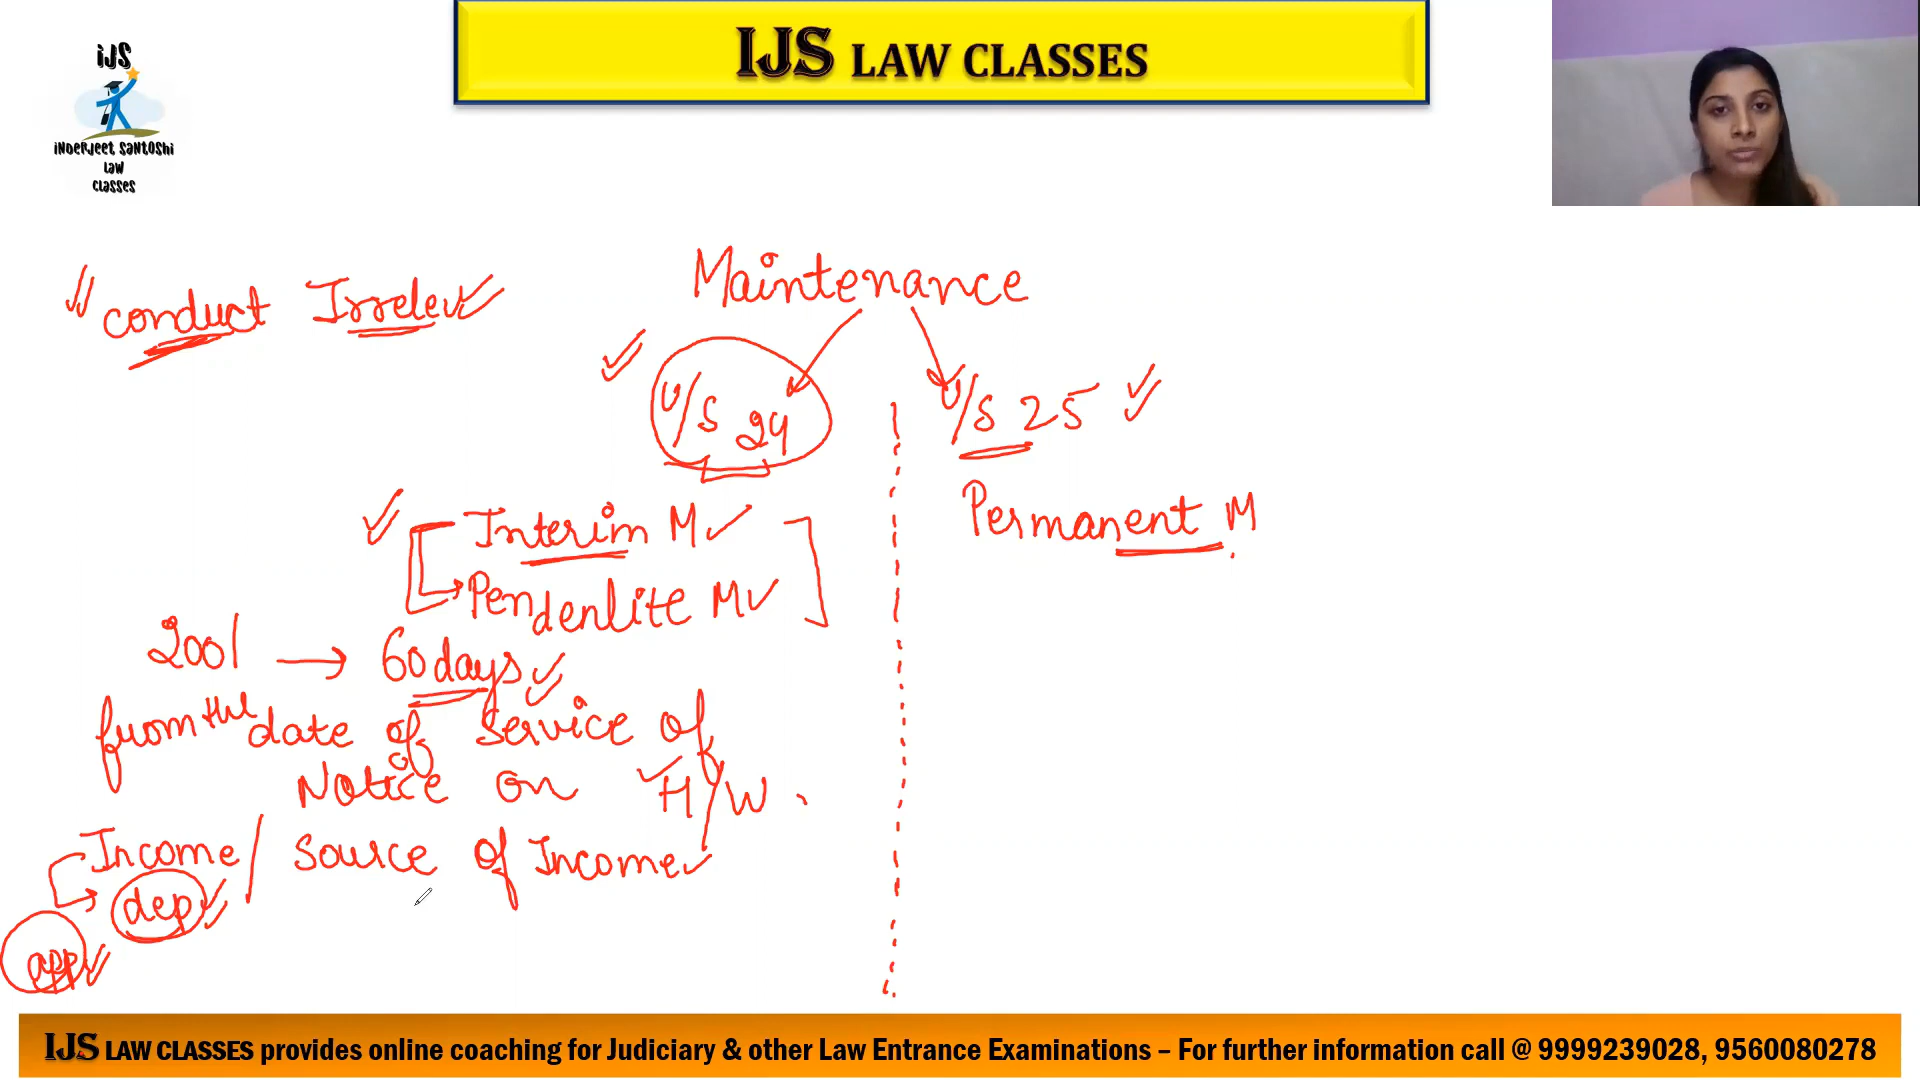 IJS LAW CLASSES
iJS
iNDERJEET SANTOSHi
LAW
CLASSES
Maintenance
conduct Irrelev
U/S 24
U/S 25
Interim M
Permanent M
Pendenlite M
2001 → 60 days
from the date of service of
Notice on H/W
Income / source of Income
dep
app
IJS LAW CLASSES provides online coaching for Judiciary & other Law Entrance Examinations – For further information call @ 9999239028, 9560080278